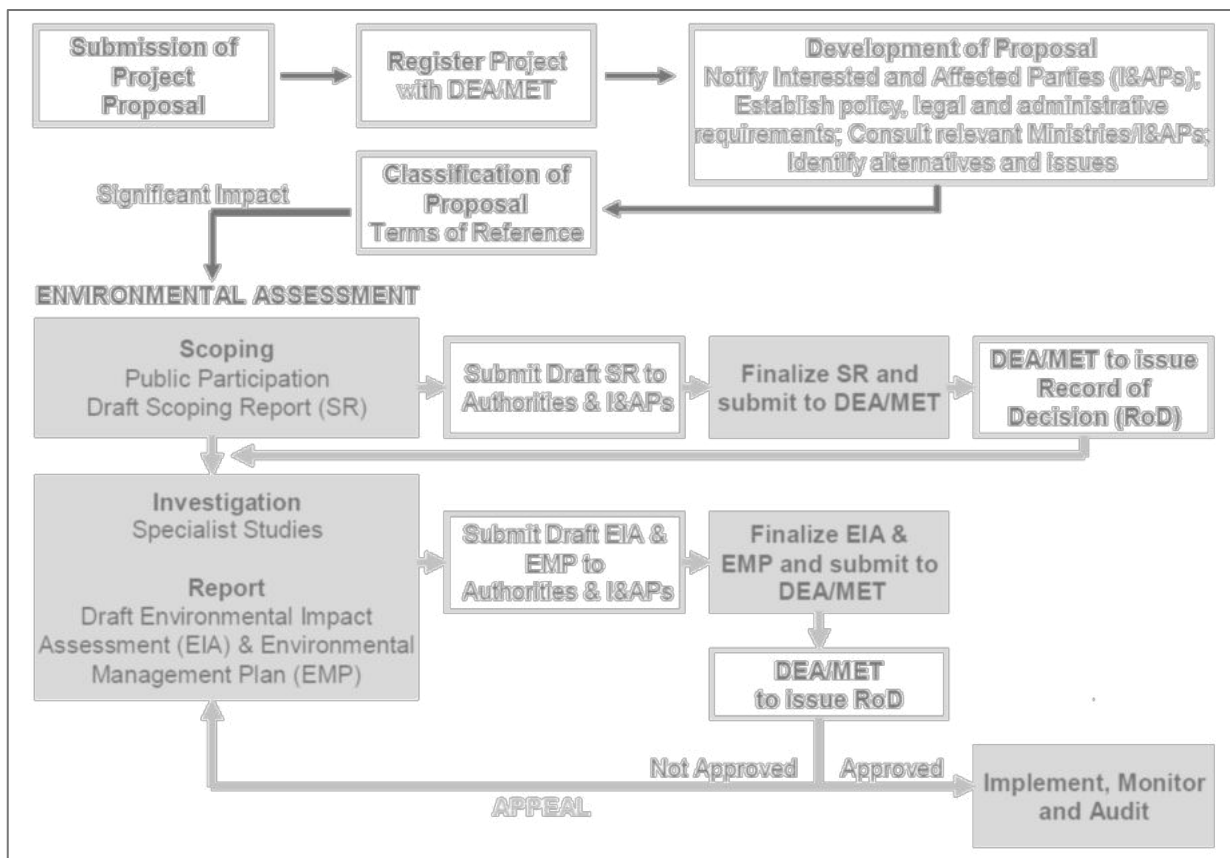 Submission of
Project
Proposal
Register Project
with DEA/MET
Development of Proposal
Notify Interested and Affected Parties (I&APs);
Establish policy, legal and administrative
requirements; Consult relevant Ministries/I&APs;
Identify alternatives and issues
Significant Impact
Classification of
Proposal
Terms of Reference
ENVIRONMENTAL ASSESSMENT
Scoping
Public Participation
Draft Scoping Report (SR)
Submit Draft SR to
Authorities & I&APs
Finalize SR and
submit to DEA/MET
DEA/MET to issue
Record of
Decision (RoD)
Investigation
Specialist Studies
Report
Draft Environmental Impact
Assessment (EIA) & Environmental
Management Plan (EMP)
Submit Draft EIA &
EMP to
Authorities & I&APs
Finalize EIA &
EMP and submit to
DEA/MET
DEA/MET
to issue RoD
Not Approved
Approved
APPEAL
Implement, Monitor
and Audit